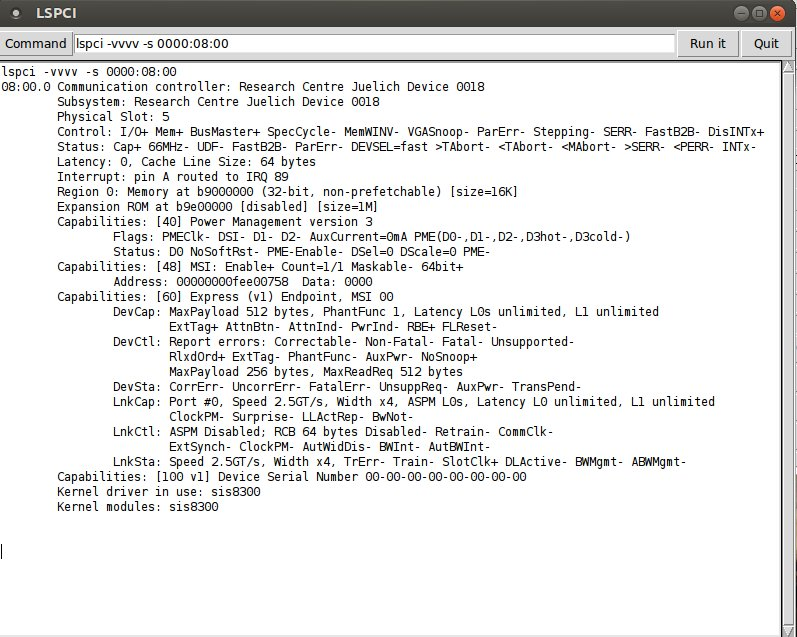 LSPCI
Command lspci -vvvv -s 0000:08:00 Run it Quit
lspci -vvvv -s 0000:08:00
08:00.0 Communication controller: Research Centre Juelich Device 0018
Subsystem: Research Centre Juelich Device 0018
Physical Slot: 5
Control: I/O+ Mem+ BusMaster+ SpecCycle- MemWINV- VGASnoop- ParErr- Stepping- SERR- FastB2B- DisINTx+
Status: Cap+ 66MHz- UDF- FastB2B- ParErr- DEVSEL=fast >TAbort- <TAbort- <MAbort- >SERR- <PERR- INTx-
Latency: 0, Cache Line Size: 64 bytes
Interrupt: pin A routed to IRQ 89
Region 0: Memory at b9000000 (32-bit, non-prefetchable) [size=16K]
Expansion ROM at b9e00000 [disabled] [size=1M]
Capabilities: [40] Power Management version 3
Flags: PMEClk- DSI- D1- D2- AuxCurrent=0mA PME(D0-,D1-,D2-,D3hot-,D3cold-)
Status: D0 NoSoftRst- PME-Enable- DSel=0 DScale=0 PME-
Capabilities: [48] MSI: Enable+ Count=1/1 Maskable- 64bit+
Address: 00000000fee00758 Data: 0000
Capabilities: [60] Express (v1) Endpoint, MSI 00
DevCap: MaxPayload 512 bytes, PhantFunc 1, Latency L0s unlimited, L1 unlimited
ExtTag+ AttnBtn- AttnInd- PwrInd- RBE+ FLReset-
DevCtl: Report errors: Correctable- Non-Fatal- Fatal- Unsupported-
RlxdOrd+ ExtTag- PhantFunc- AuxPwr- NoSnoop+
MaxPayload 256 bytes, MaxReadReq 512 bytes
DevSta: CorrErr- UncorrErr- FatalErr- UnsuppReq- AuxPwr- TransPend-
LnkCap: Port #0, Speed 2.5GT/s, Width x4, ASPM L0s, Latency L0 unlimited, L1 unlimited
ClockPM- Surprise- LLActRep- BwNot-
LnkCtl: ASPM Disabled; RCB 64 bytes Disabled- Retrain- CommClk-
ExtSynch- ClockPM- AutWidDis- BWInt- AutBWInt-
LnkSta: Speed 2.5GT/s, Width x4, TrErr- Train- SlotClk+ DLActive- BWMgmt- ABWMgmt-
Capabilities: [100 v1] Device Serial Number 00-00-00-00-00-00-00-00
Kernel driver in use: sis8300
Kernel modules: sis8300